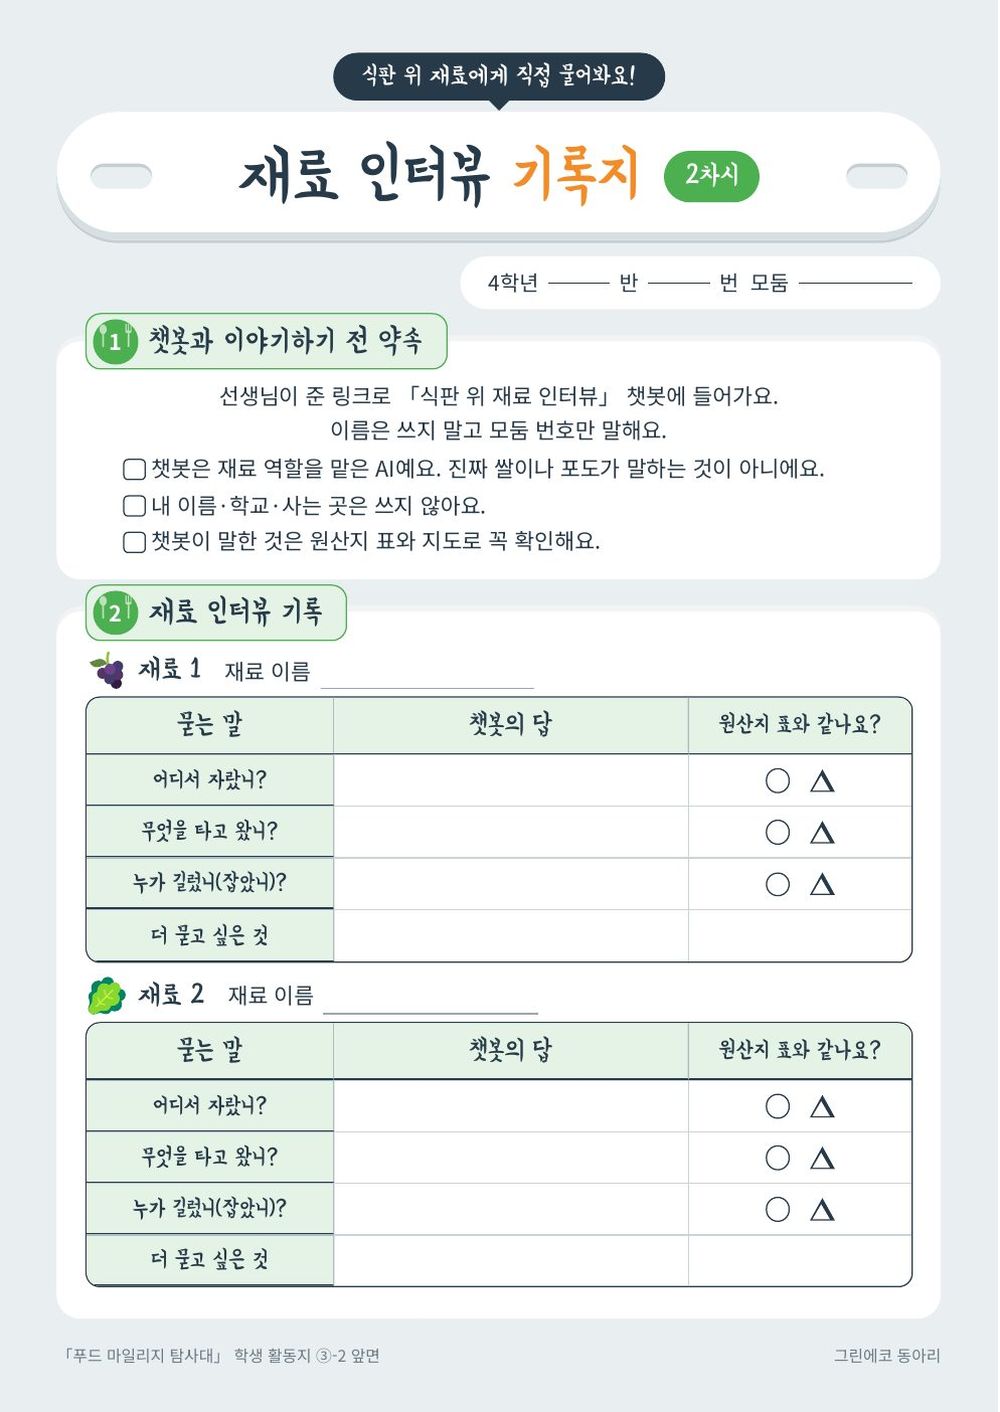 식판 위 재료에게 직접 물어봐요!
재료 인터뷰 기록지 2차시
4학년 반 번 모둠
1 챗봇과 이야기하기 전 약속
선생님이 준 링크로 「식판 위 재료 인터뷰」 챗봇에 들어가요.
이름은 쓰지 말고 모둠 번호만 말해요.
챗봇은 재료 역할을 맡은 AI예요. 진짜 쌀이나 포도가 말하는 것이 아니에요.
내 이름·학교·사는 곳은 쓰지 않아요.
챗봇이 말한 것은 원산지 표와 지도로 꼭 확인해요.
2 재료 인터뷰 기록
재료 1 재료 이름
묻는 말 챗봇의 답 원산지 표와 같나요?
어디서 자랐니? ○ △
무엇을 타고 왔니? ○ △
누가 길렀니(잡았니)? ○ △
더 묻고 싶은 것
재료 2 재료 이름
묻는 말 챗봇의 답 원산지 표와 같나요?
어디서 자랐니? ○ △
무엇을 타고 왔니? ○ △
누가 길렀니(잡았니)? ○ △
더 묻고 싶은 것
「푸드 마일리지 탐사대」 학생 활동지 ③-2 앞면 그린에코 동아리